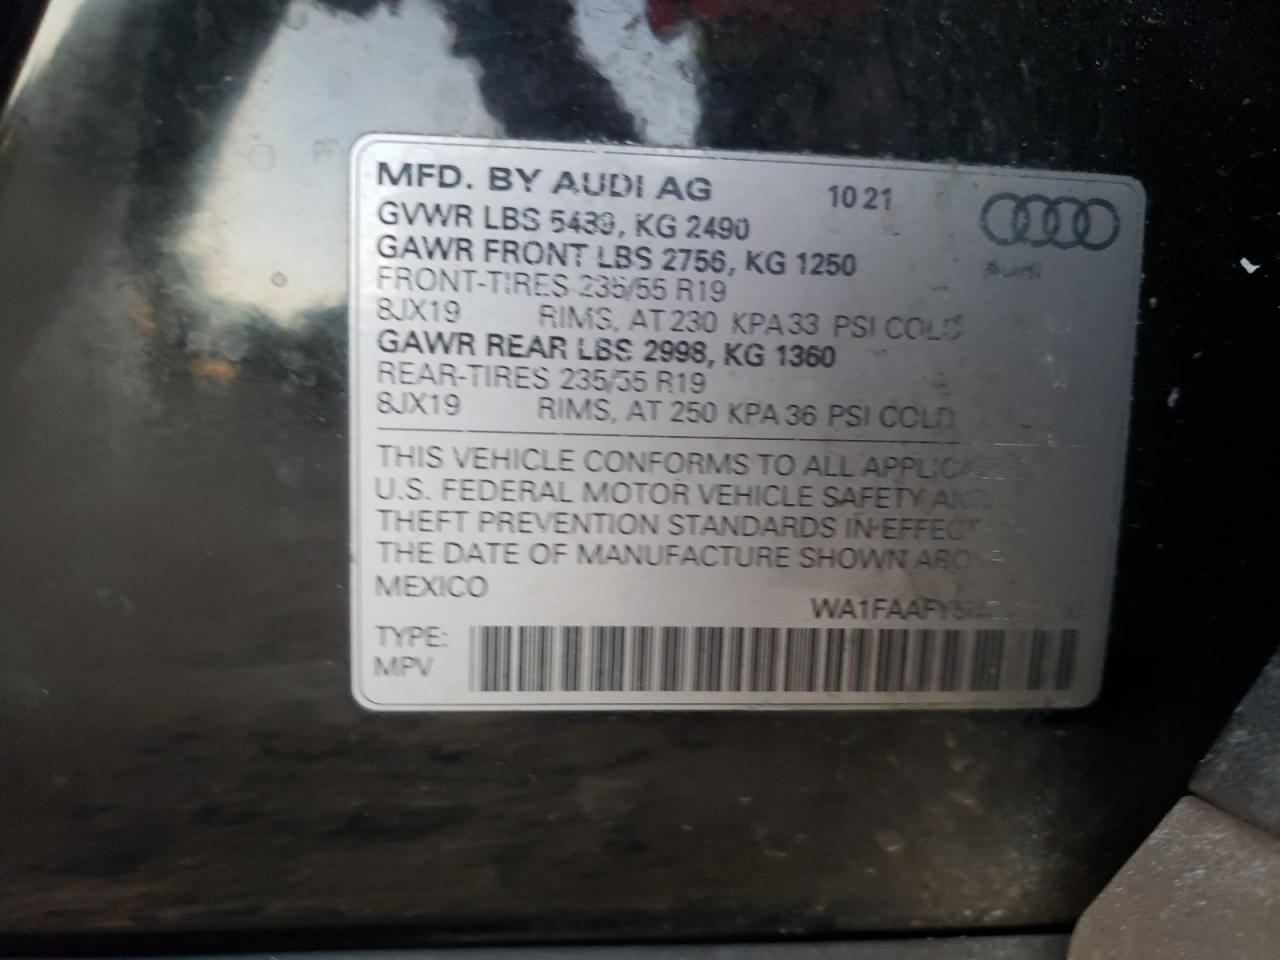 MFD. BY AUDI AG 10 21
GVWR LBS 5489, KG 2490
GAWR FRONT LBS 2756, KG 1250
FRONT-TIRES 235/55 R19
8JX19 RIMS, AT 230 KPA 33 PSI COLD
GAWR REAR LBS 2998, KG 1360
REAR-TIRES 235/55 R19
8JX19 RIMS, AT 250 KPA 36 PSI COLD
THIS VEHICLE CONFORMS TO ALL APPLICABLE
U.S. FEDERAL MOTOR VEHICLE SAFETY AND
THEFT PREVENTION STANDARDS IN EFFECT
THE DATE OF MANUFACTURE SHOWN ABOVE
MEXICO
TYPE:
MPV